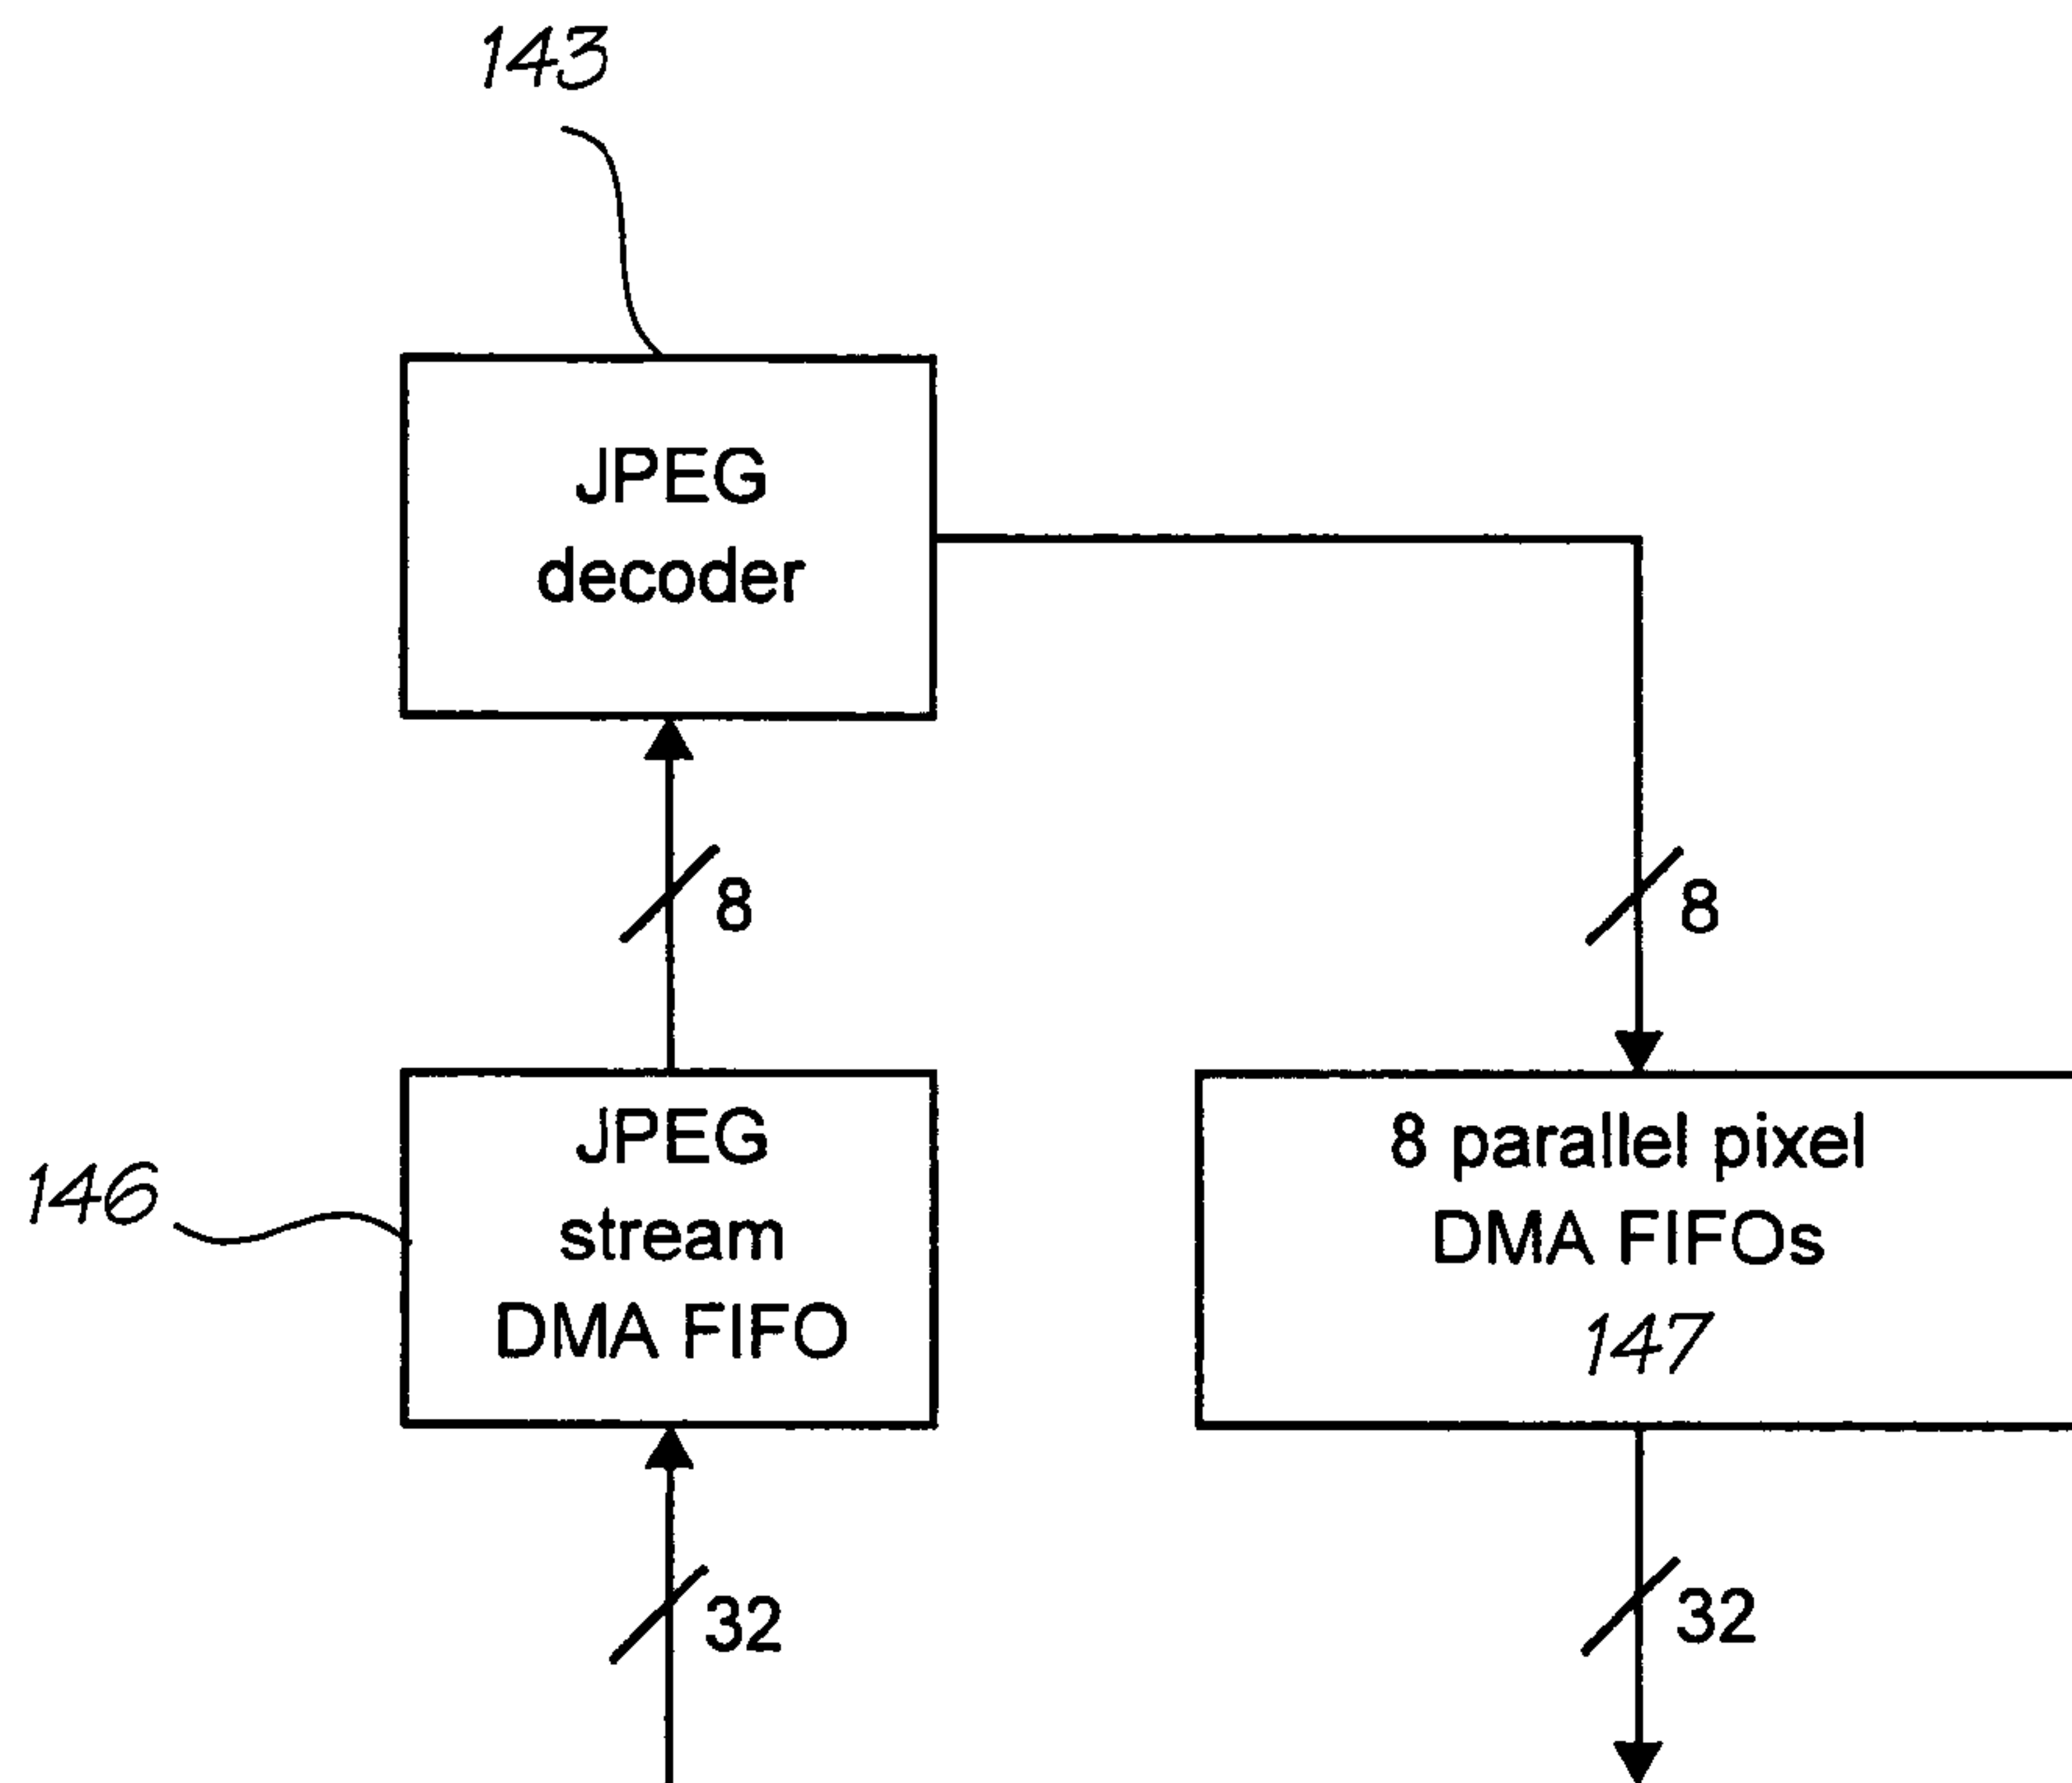 143
JPEG
decoder
8
8
146
JPEG
stream
DMA FIFO
8 parallel pixel
DMA FIFOs
147
32
32